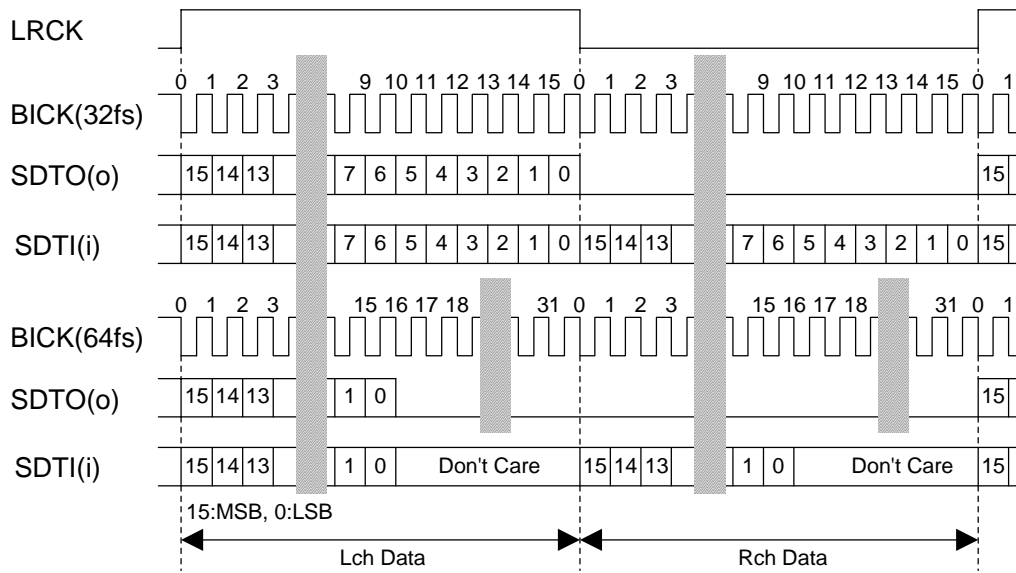 LRCK
0 1 2 3 9 10 11 12 13 14 15 0 1 2 3 9 10 11 12 13 14 15 0 1
BICK(32fs)
SDTO(o) 15 14 13 7 6 5 4 3 2 1 0 15
SDTI(i) 15 14 13 7 6 5 4 3 2 1 0 15 14 13 7 6 5 4 3 2 1 0 15
0 1 2 3 15 16 17 18 31 0 1 2 3 15 16 17 18 31 0 1
BICK(64fs)
SDTO(o) 15 14 13 1 0 15
SDTI(i) 15 14 13 1 0 Don't Care 15 14 13 1 0 Don't Care 15
15:MSB, 0:LSB
Lch Data Rch Data